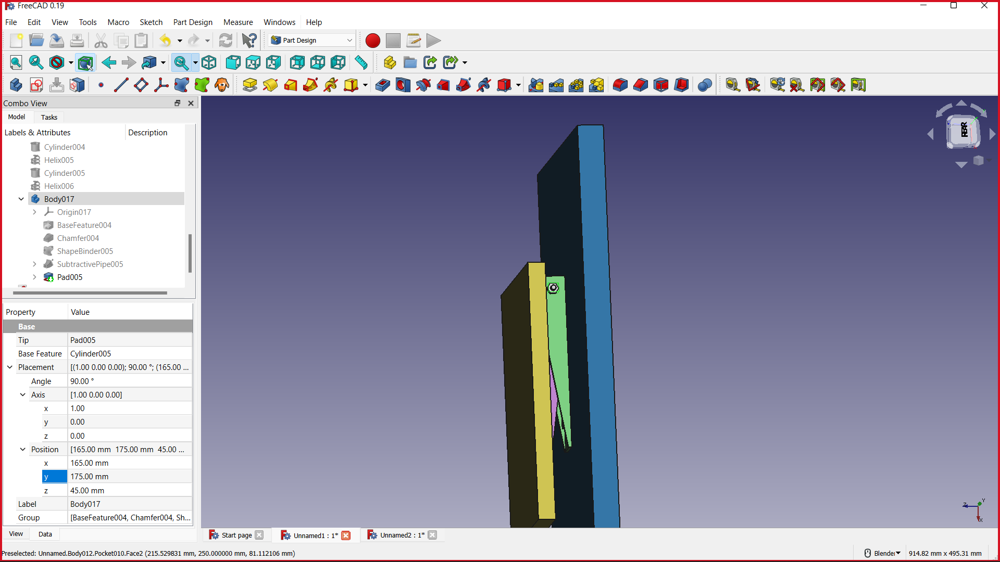 FreeCAD 0.19
File Edit View Tools Macro Sketch Part Design Measure Windows Help
Part Design
Combo View
Model Tasks
Labels & Attributes Description
Cylinder004
Helix005
Cylinder005
Helix006
Body017
Origin017
BaseFeature004
Chamfer004
ShapeBinder005
SubtractivePipe005
Pad005
Property Value
Base
Tip Pad005
Base Feature Cylinder005
Placement [(1.00 0.00 0.00); 90.00 °; (165.00 ...
Angle 90.00 °
Axis [1.00 0.00 0.00]
x 1.00
y 0.00
z 0.00
Position [165.00 mm 175.00 mm 45.00 ...
x 165.00 mm
y 175.00 mm
z 45.00 mm
Label Body017
Group [BaseFeature004, Chamfer004, Sh...
View Data
REAR
Z Y X
Start page Unnamed1 : 1* Unnamed2 : 1*
Preselected: Unnamed.Body012.Pocket010.Face2 (215.529831 mm, 250.000000 mm, 81.112106 mm)
Blender 914.82 mm x 495.31 mm